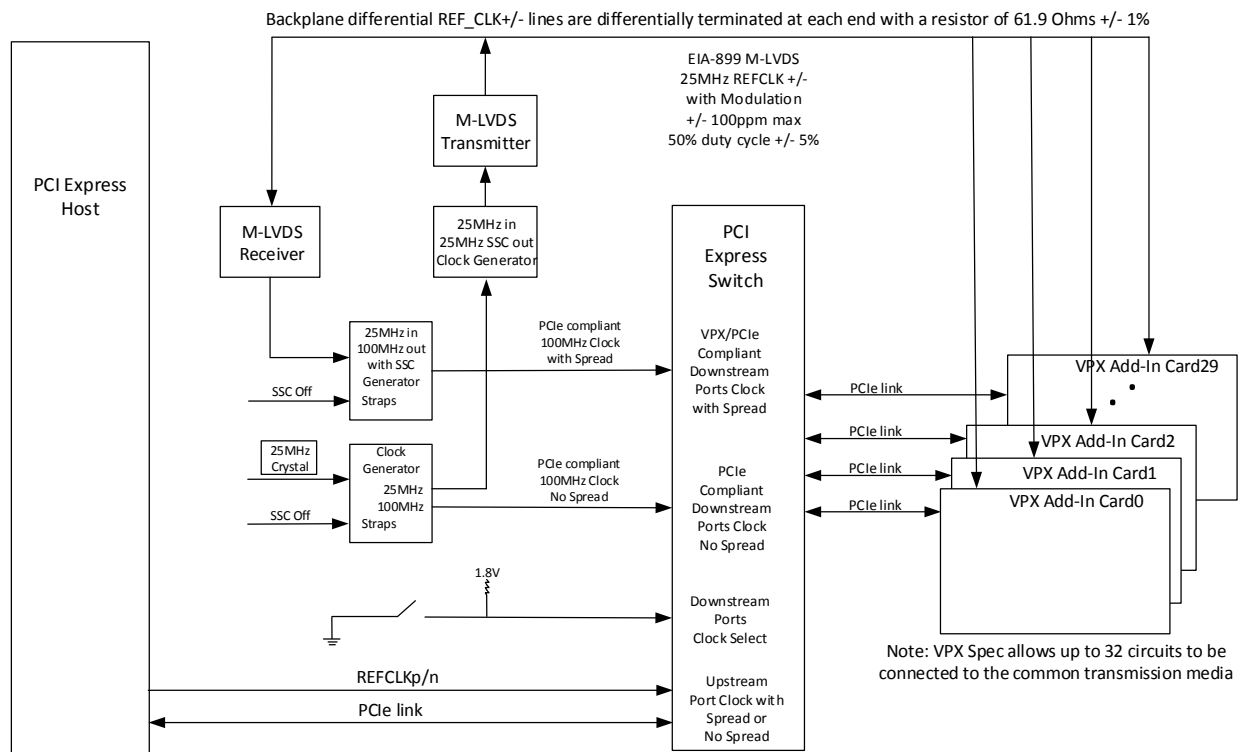 Backplane differential REF_CLK+/- lines are differentially terminated at each end with a resistor of 61.9 Ohms +/- 1%
EIA-899 M-LVDS
25MHz REFCLK +/-
with Modulation
+/- 100ppm max
50% duty cycle +/- 5%
PCI Express
Host
M-LVDS
Transmitter
M-LVDS
Receiver
25MHz in
25MHz SSC out
Clock Generator
25MHz in
100MHz out
with SSC
Generator
Straps
SSC Off
PCIe compliant
100MHz Clock
with Spread
25MHz
Crystal
Clock
Generator
25MHz
100MHz
Straps
SSC Off
PCIe compliant
100MHz Clock
No Spread
1.8V
REFCLKp/n
PCIe link
PCI
Express
Switch
VPX/PCIe
Compliant
Downstream
Ports Clock
with Spread
PCIe
Compliant
Downstream
Ports Clock
No Spread
Downstream
Ports
Clock Select
Upstream
Port Clock with
Spread or
No Spread
PCIe link
PCIe link
PCIe link
PCIe link
VPX Add-In Card29
VPX Add-In Card2
VPX Add-In Card1
VPX Add-In Card0
Note: VPX Spec allows up to 32 circuits to be
connected to the common transmission media